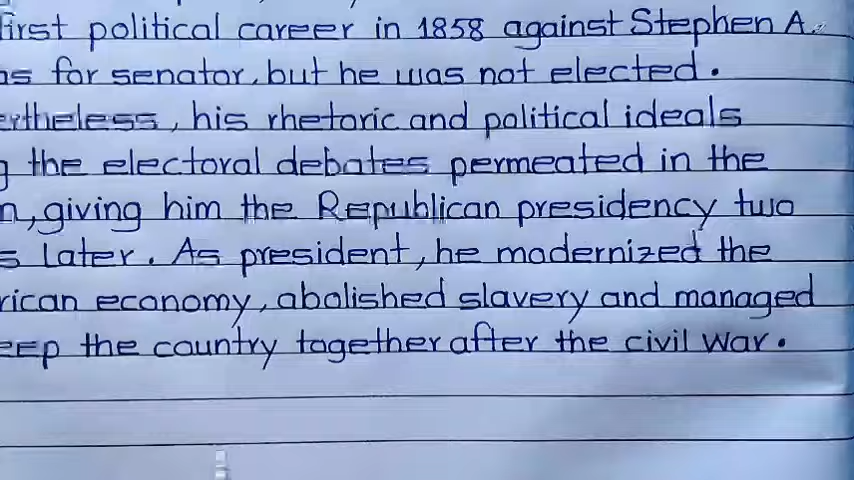 first political career in 1858 against Stephen A.
as for senator, but he was not elected.
ertheless, his rhetoric and political ideals
g the electoral debates permeated in the
n, giving him the Republican presidency two
s later. As president, he modernized the
rican economy, abolished slavery and managed
eep the country together after the civil war.